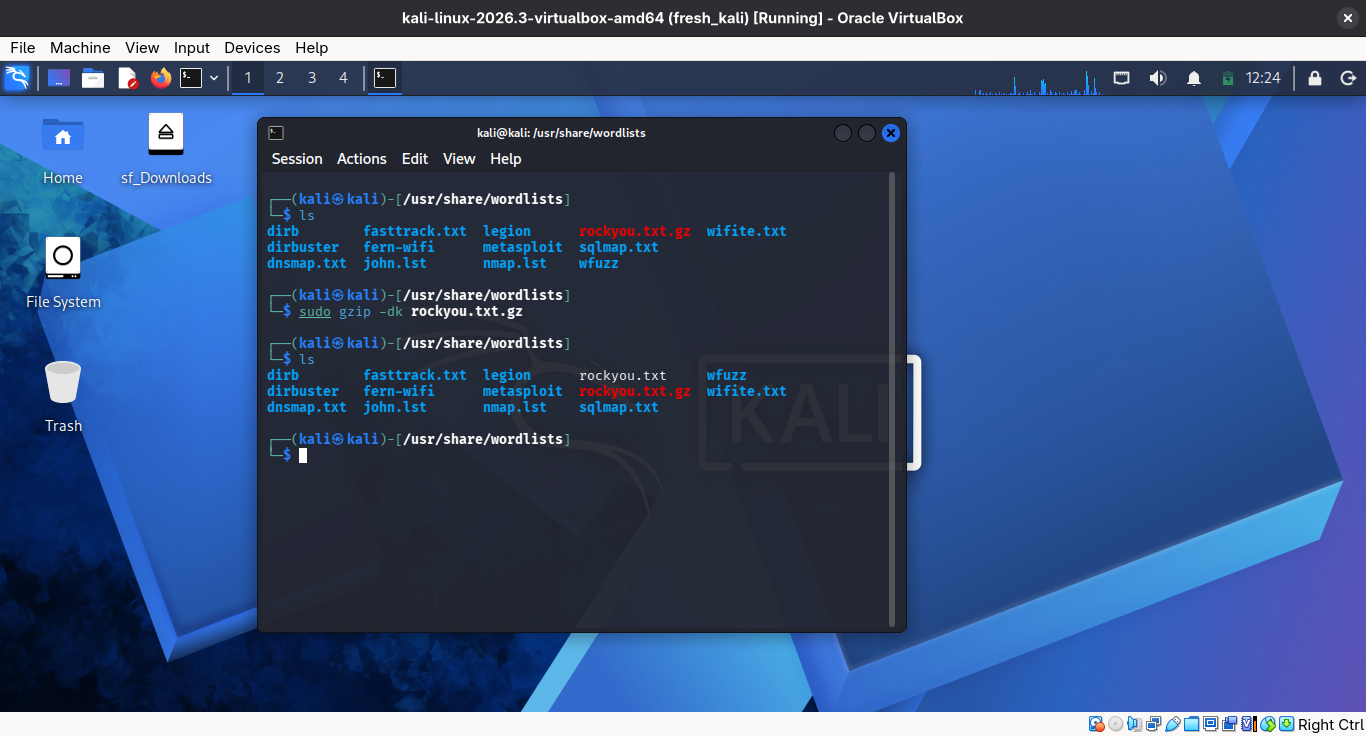 kali-linux-2026.3-virtualbox-amd64 (fresh_kali) [Running] - Oracle VirtualBox
File Machine View Input Devices Help
1 2 3 4 12:24
kali@kali: /usr/share/wordlists
Session Actions Edit View Help
Home
sf_Downloads
File System
Trash
┌──(kali㉿kali)-[/usr/share/wordlists]
└─$ ls
dirb fasttrack.txt legion rockyou.txt.gz wifite.txt
dirbuster fern-wifi metasploit sqlmap.txt
dnsmap.txt john.lst nmap.lst wfuzz
┌──(kali㉿kali)-[/usr/share/wordlists]
└─$ sudo gzip -dk rockyou.txt.gz
┌──(kali㉿kali)-[/usr/share/wordlists]
└─$ ls
dirb fasttrack.txt legion rockyou.txt wfuzz
dirbuster fern-wifi metasploit rockyou.txt.gz wifite.txt
dnsmap.txt john.lst nmap.lst sqlmap.txt
┌──(kali㉿kali)-[/usr/share/wordlists]
└─$
KALI
Right Ctrl